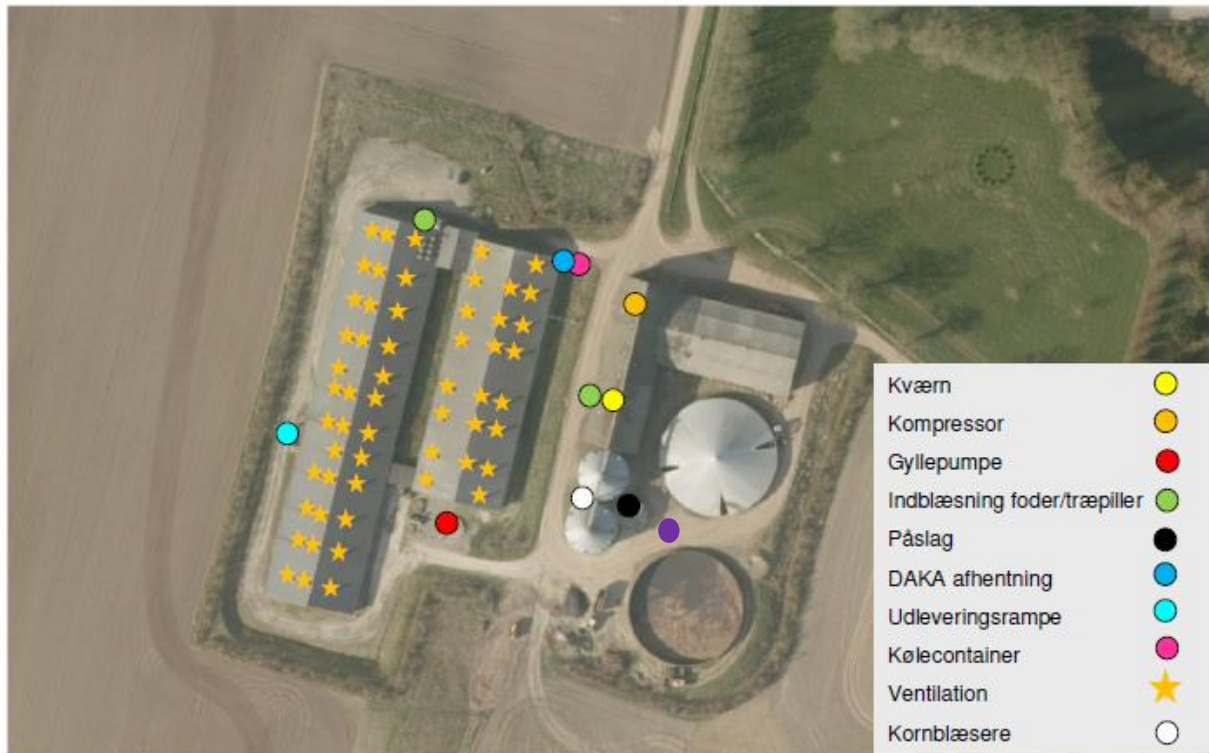 Kværn
Kompressor
Gyllepumpe
Indblæsning foder/træpiller
Påslag
DAKA afhentning
Udleveringsrampe
Kølecontainer
Ventilation
Kornblæsere